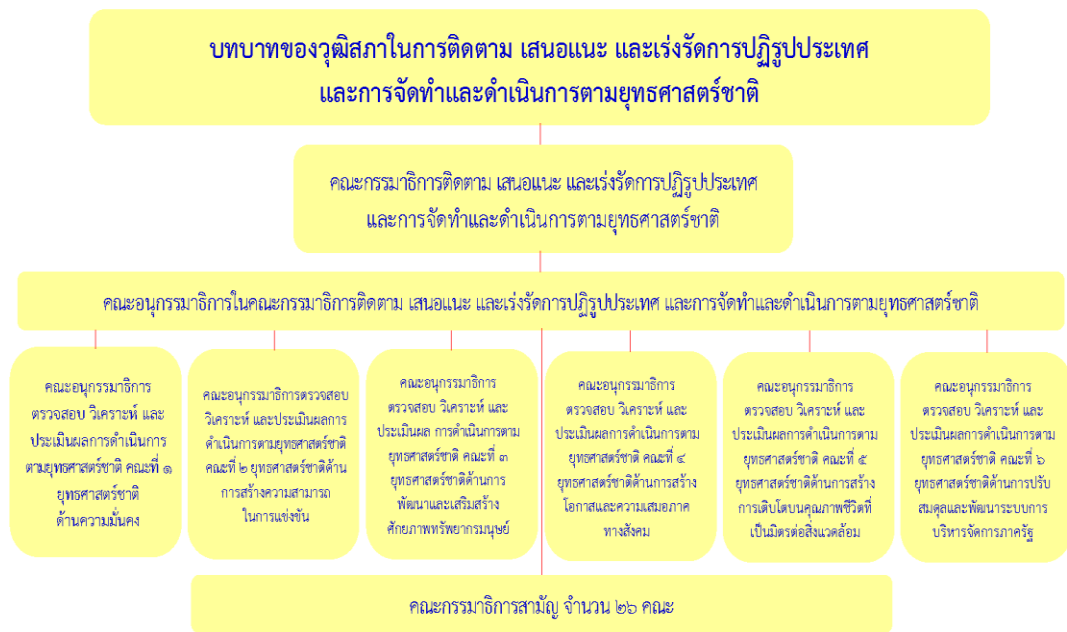 บทบาทของวุฒิสภาในการติดตาม เสนอแนะ และเร่งรัดการปฏิรูปประเทศ
และการจัดทำและดำเนินการตามยุทธศาสตร์ชาติ
คณะกรรมาธิการติดตาม เสนอแนะ และเร่งรัดการปฏิรูปประเทศ
และการจัดทำและดำเนินการตามยุทธศาสตร์ชาติ
คณะอนุกรรมาธิการในคณะกรรมาธิการติดตาม เสนอแนะ และเร่งรัดการปฏิรูปประเทศ และการจัดทำและดำเนินการตามยุทธศาสตร์ชาติ
คณะอนุกรรมาธิการ
ตรวจสอบ วิเคราะห์ และ
ประเมินผลการดำเนินการ
ตามยุทธศาสตร์ชาติ คณะที่ ๑
ยุทธศาสตร์ชาติ
ด้านความมั่นคง
คณะอนุกรรมาธิการตรวจสอบ
วิเคราะห์ และประเมินผลการ
ดำเนินการตามยุทธศาสตร์ชาติ
คณะที่ ๒ ยุทธศาสตร์ชาติด้าน
การสร้างความสามารถ
ในการแข่งขัน
คณะอนุกรรมาธิการ
ตรวจสอบ วิเคราะห์ และ
ประเมินผล การดำเนินการตาม
ยุทธศาสตร์ชาติ คณะที่ ๓
ยุทธศาสตร์ชาติด้านการ
พัฒนาและเสริมสร้าง
ศักยภาพทรัพยากรมนุษย์
คณะอนุกรรมาธิการ
ตรวจสอบ วิเคราะห์ และ
ประเมินผลการดำเนินการตาม
ยุทธศาสตร์ชาติ คณะที่ ๔
ยุทธศาสตร์ชาติด้านการสร้าง
โอกาสและความเสมอภาค
ทางสังคม
คณะอนุกรรมาธิการ
ตรวจสอบ วิเคราะห์ และ
ประเมินผลการดำเนินการตาม
ยุทธศาสตร์ชาติ คณะที่ ๕
ยุทธศาสตร์ชาติด้านการสร้าง
การเติบโตบนคุณภาพชีวิตที่
เป็นมิตรต่อสิ่งแวดล้อม
คณะอนุกรรมาธิการ
ตรวจสอบ วิเคราะห์ และ
ประเมินผลการดำเนินการตาม
ยุทธศาสตร์ชาติ คณะที่ ๖
ยุทธศาสตร์ชาติด้านการปรับ
สมดุลและพัฒนาระบบการ
บริหารจัดการภาครัฐ
คณะกรรมาธิการสามัญ จำนวน ๒๖ คณะ